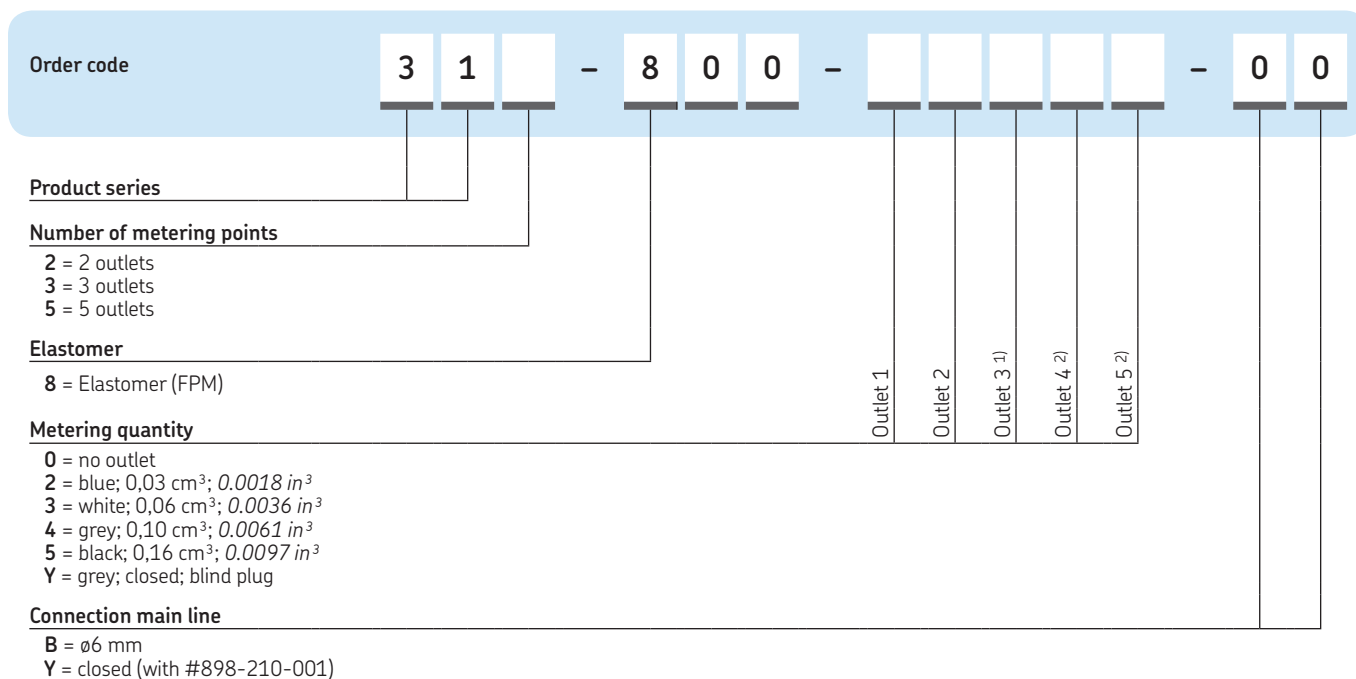 Order code 3 1 – 8 0 0 – – 0 0
Product series
Number of metering points
2 = 2 outlets
3 = 3 outlets
5 = 5 outlets
Elastomer
8 = Elastomer (FPM)
Outlet 1
Outlet 2
Outlet 3 1)
Outlet 4 2)
Outlet 5 2)
Metering quantity
0 = no outlet
2 = blue; 0,03 cm³; 0.0018 in³
3 = white; 0,06 cm³; 0.0036 in³
4 = grey; 0,10 cm³; 0.0061 in³
5 = black; 0,16 cm³; 0.0097 in³
Y = grey; closed; blind plug
Connection main line
B = ø6 mm
Y = closed (with #898-210-001)